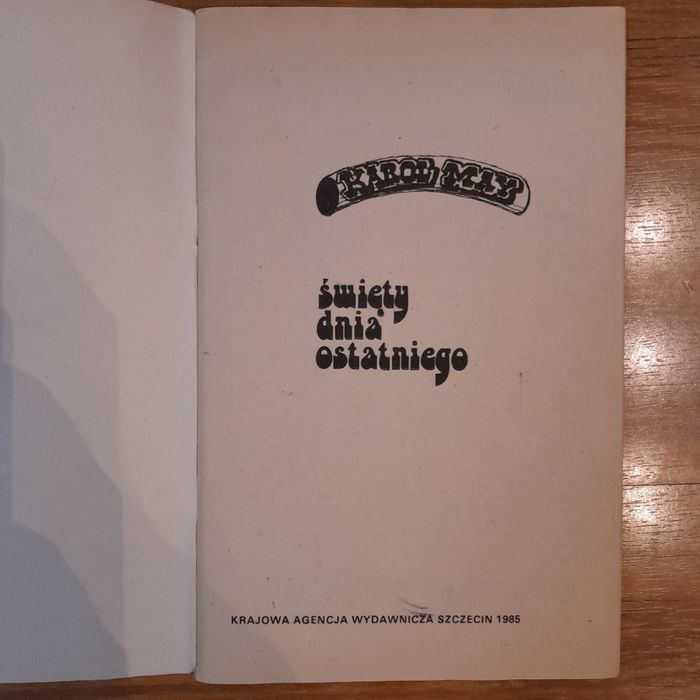 KAROL MAY
święty
dnia
ostatniego
KRAJOWA AGENCJA WYDAWNICZA SZCZECIN 1985